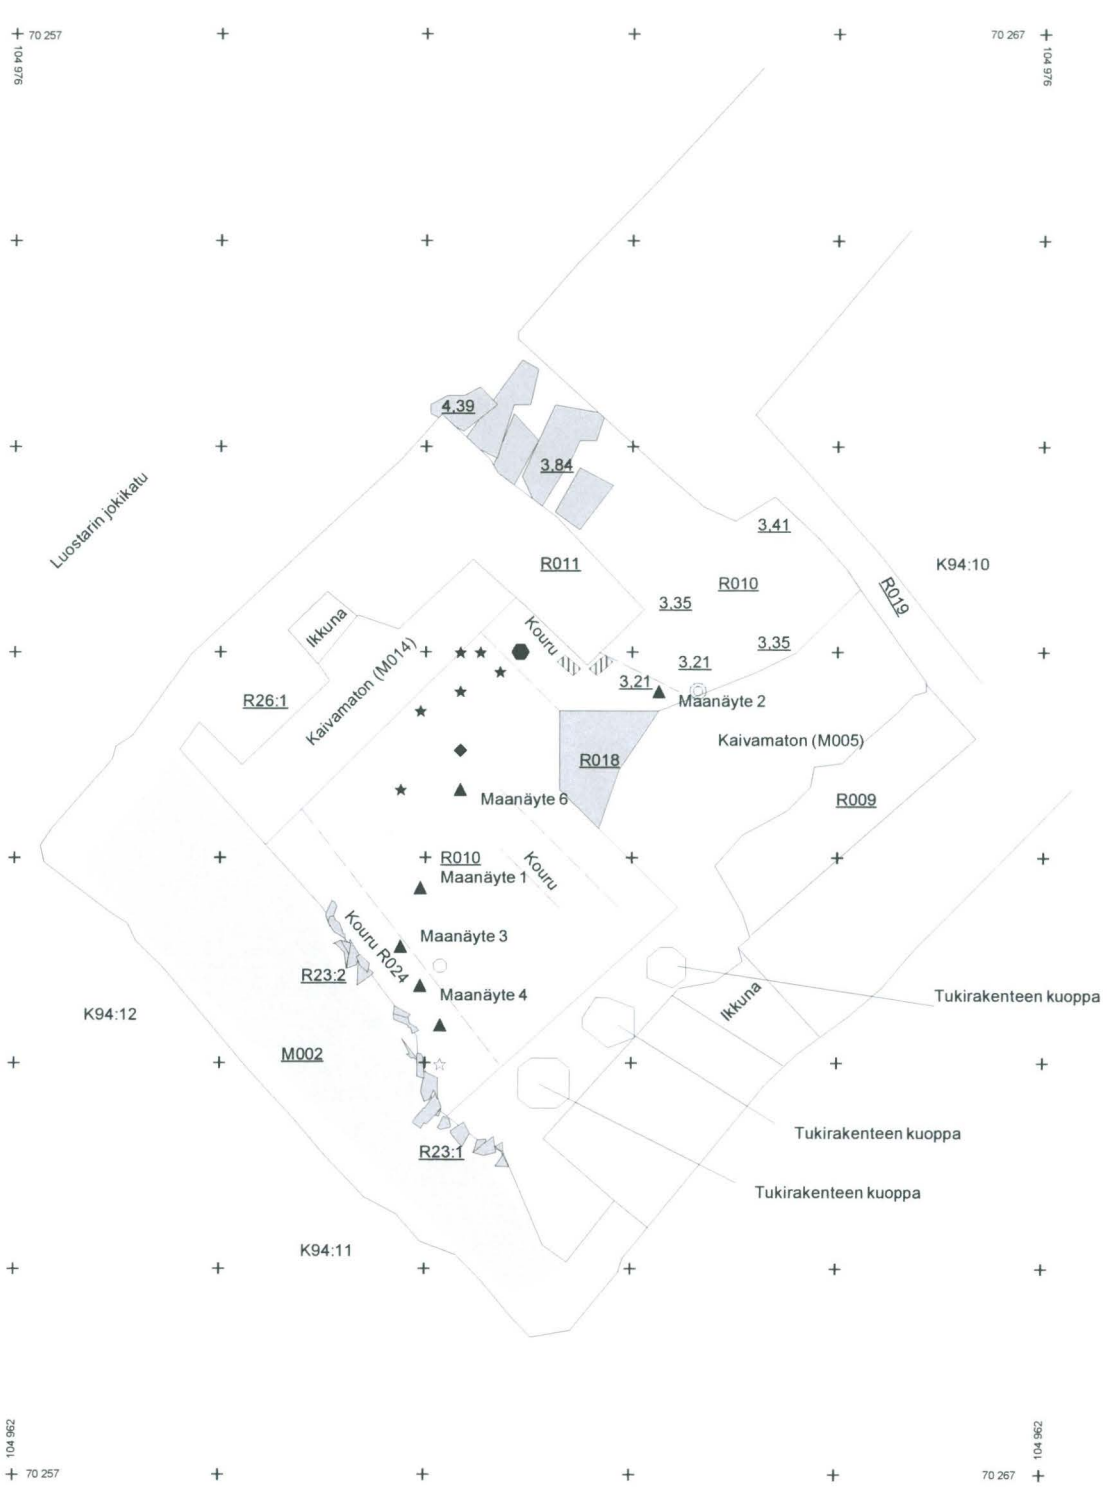 70 257
104 976
70 267
104 976
4.39
3,84
Luostarin jokikatu
3,41
R011
K94:10
R010
R019
3,35
Ikkuna
Kouru
3,35
3,21
3,21
Kaivamaton (M014)
R26:1
Maanäyte 2
Kaivamaton (M005)
R018
Maanäyte 6
R009
R010
Kouru
Maanäyte 1
Kouru R024
Maanäyte 3
R23:2
Maanäyte 4
Ikkuna
Tukirakenteen kuoppa
K94:12
M002
Tukirakenteen kuoppa
R23:1
Tukirakenteen kuoppa
K94:11
104 962
70 257
104 962
70 267